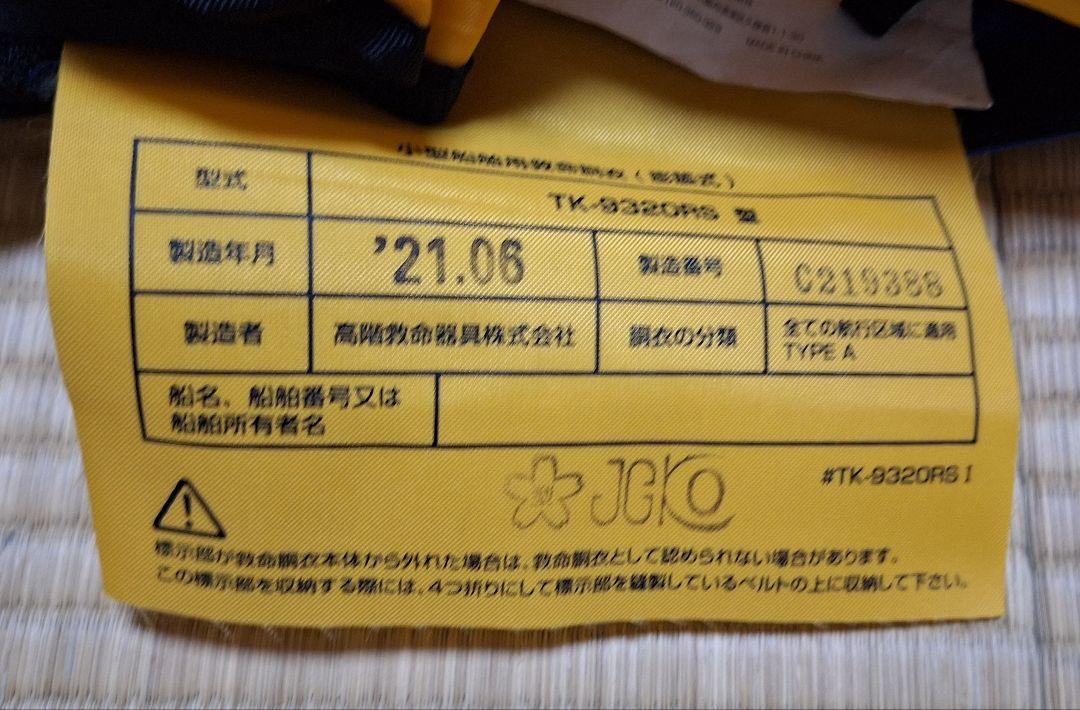 MADE IN CHINA
小型船舶用救命胴衣(膨脹式)
型式 TK-9320RS 型
製造年月 '21.06 製造番号 C219388
製造者 高階救命器具株式会社 胴衣の分類 全ての航行区域に適用
TYPE A
船名、船舶番号又は
船舶所有者名
JCI KO
#TK-9320RS I
標示部が救命胴衣本体から外れた場合は、救命胴衣として認められない場合があります。
この標示部を収納する際には、4つ折りにして標示部を縫製しているベルトの上に収納して下さい。